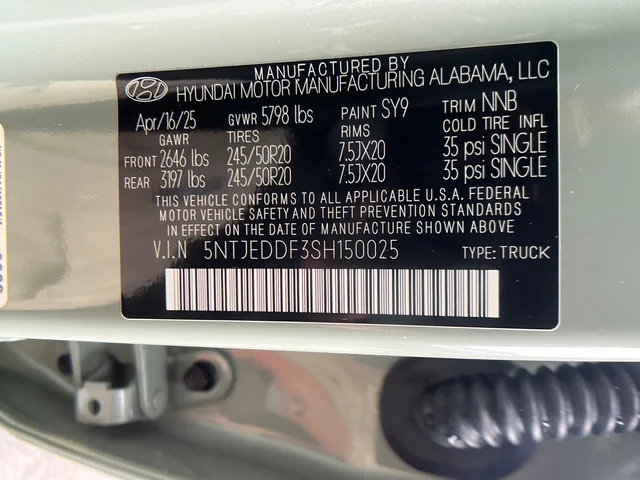 MANUFACTURED BY
HYUNDAI MOTOR MANUFACTURING ALABAMA, LLC
Apr/16/25 GVWR 5798 lbs PAINT SY9 TRIM NNB
GAWR TIRES RIMS COLD TIRE INFL
FRONT 2646 lbs 245/50R20 7.5JX20 35 psi SINGLE
REAR 3197 lbs 245/50R20 7.5JX20 35 psi SINGLE
THIS VEHICLE CONFORMS TO ALL APPLICABLE U.S.A. FEDERAL
MOTOR VEHICLE SAFETY AND THEFT PREVENTION STANDARDS
IN EFFECT ON THE DATE OF MANUFACTURE SHOWN ABOVE
V.I.N 5NTJEDDF3SH150025 TYPE: TRUCK